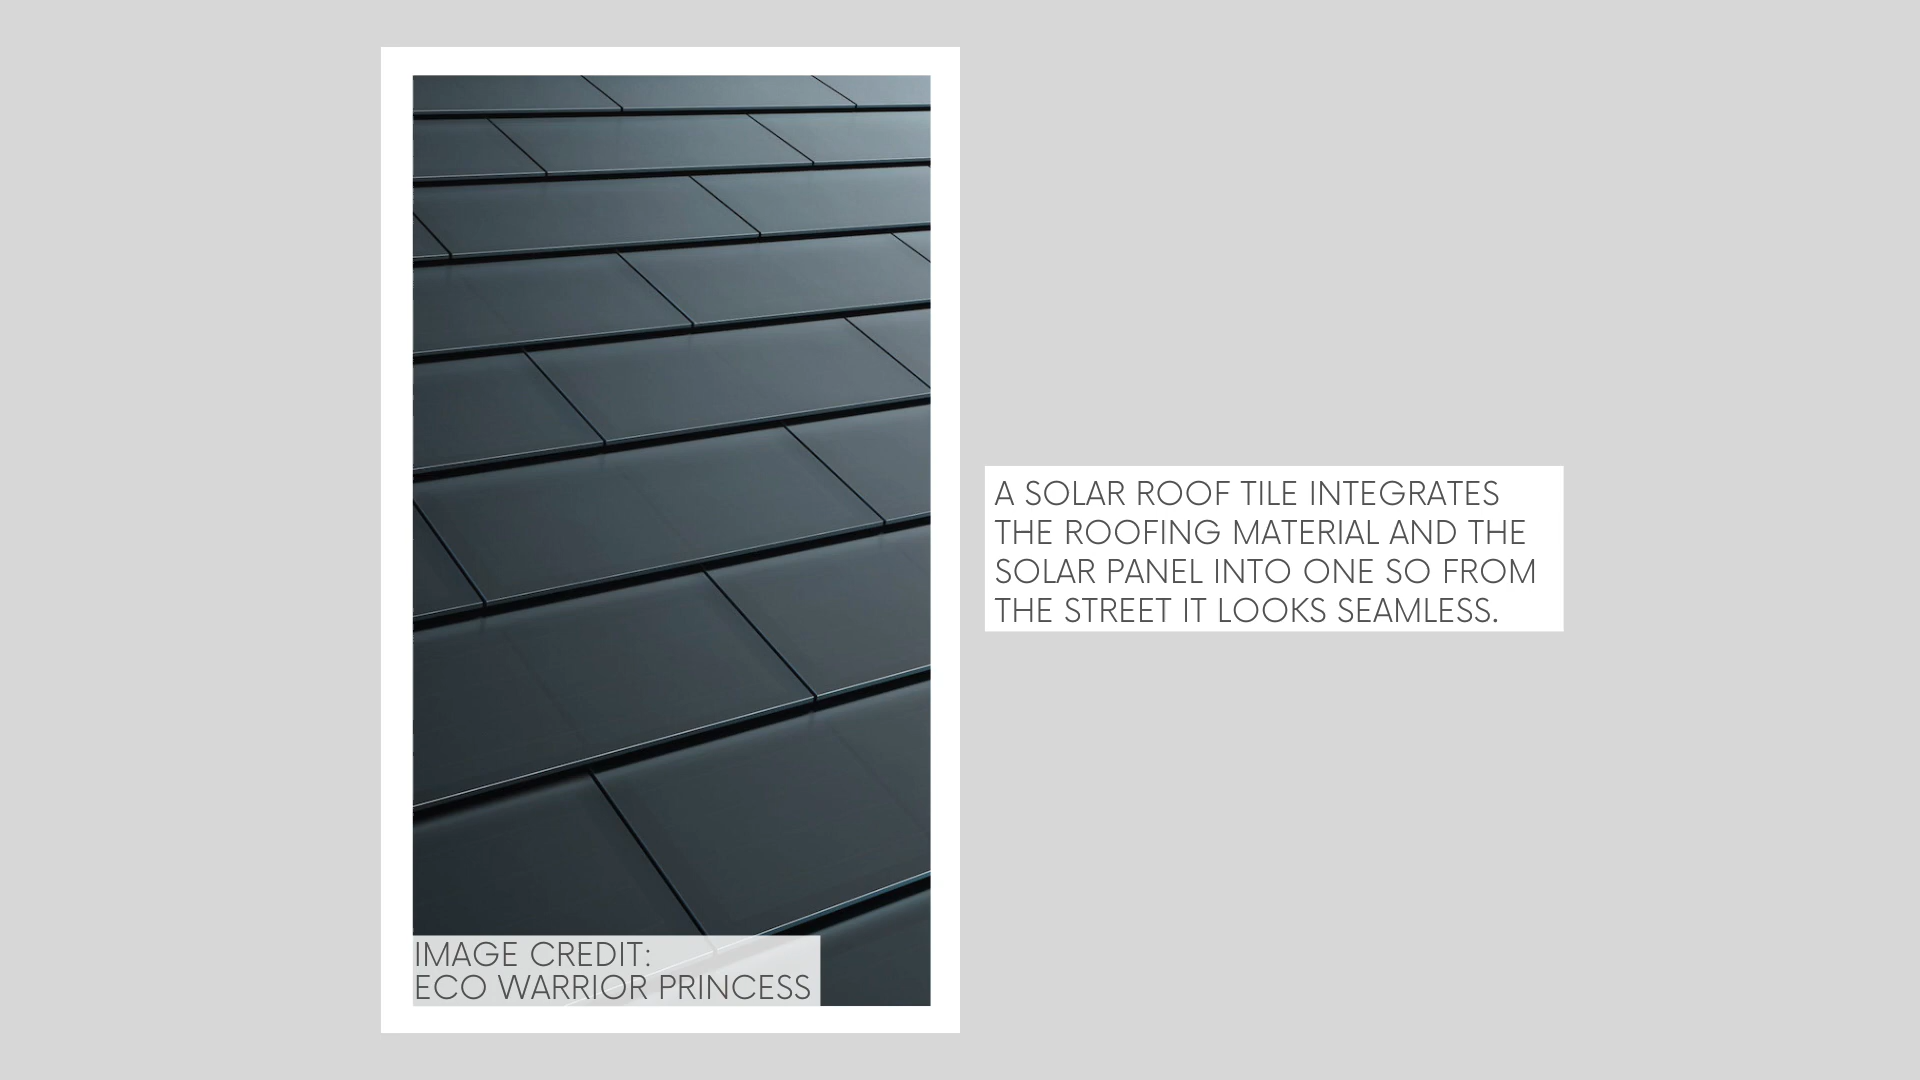 A SOLAR ROOF TILE INTEGRATES
THE ROOFING MATERIAL AND THE
SOLAR PANEL INTO ONE SO FROM
THE STREET IT LOOKS SEAMLESS.
IMAGE CREDIT:
ECO WARRIOR PRINCESS